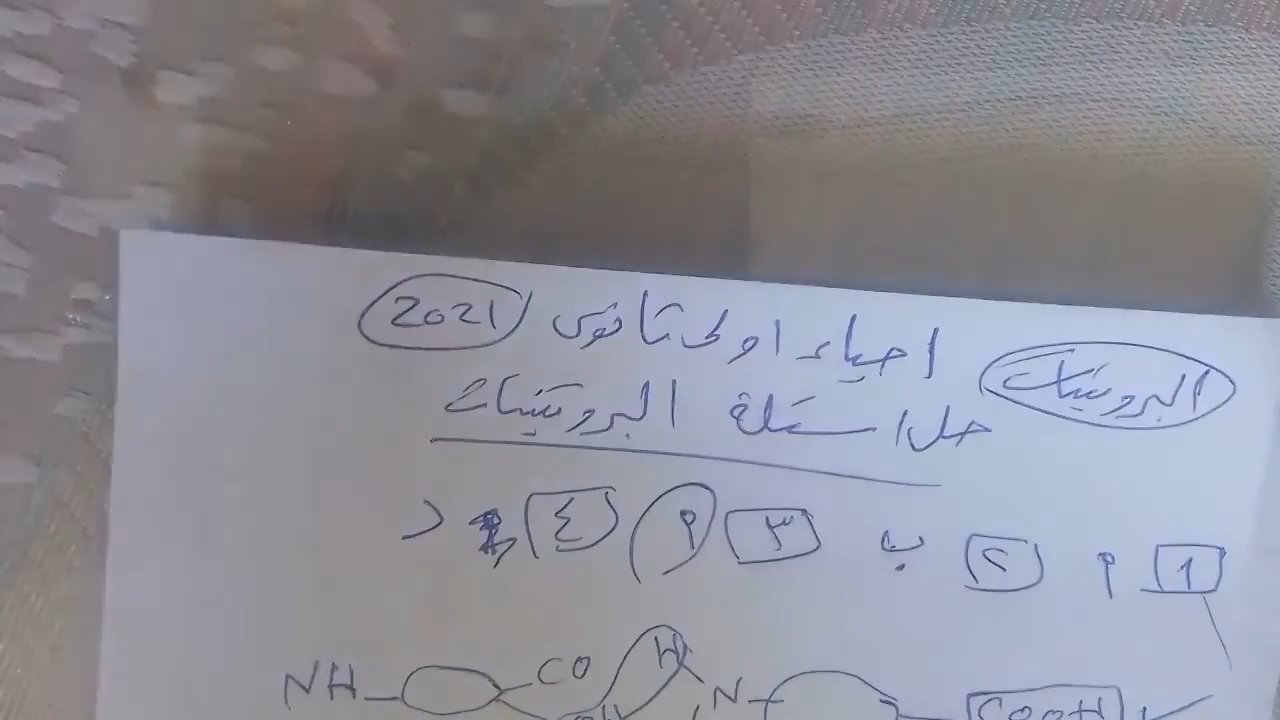 البروتينات احياء اولى ثانوى 2021
حل اسئلة البروتينات
١ م ٢ ب ٣ م ٤ د
NH CO H N COOH